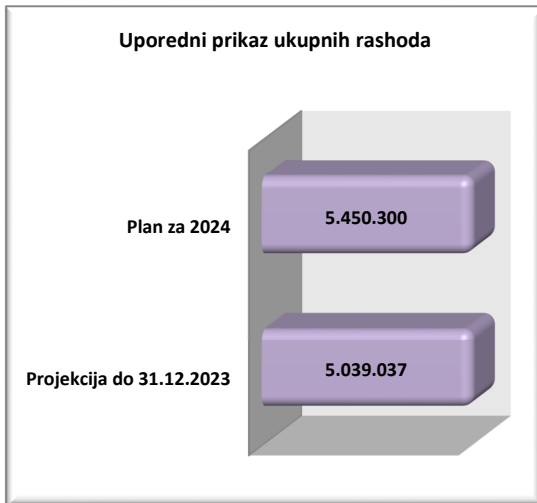 Uporedni prikaz ukupnih rashoda
Plan za 2024
5.450.300
Projekcija do 31.12.2023
5.039.037